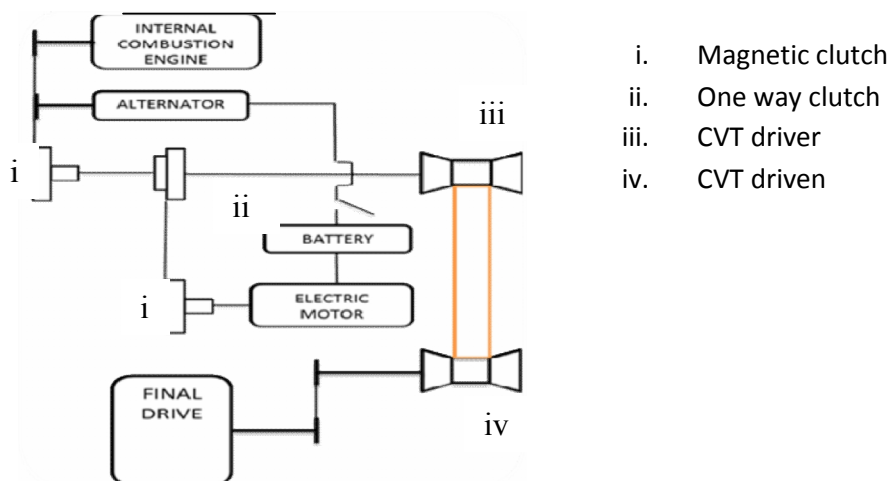 INTERNAL
COMBUSTION
ENGINE
ALTERNATOR
iii
i
ii
BATTERY
i
ELECTRIC
MOTOR
FINAL
DRIVE
iv
i. Magnetic clutch
ii. One way clutch
iii. CVT driver
iv. CVT driven